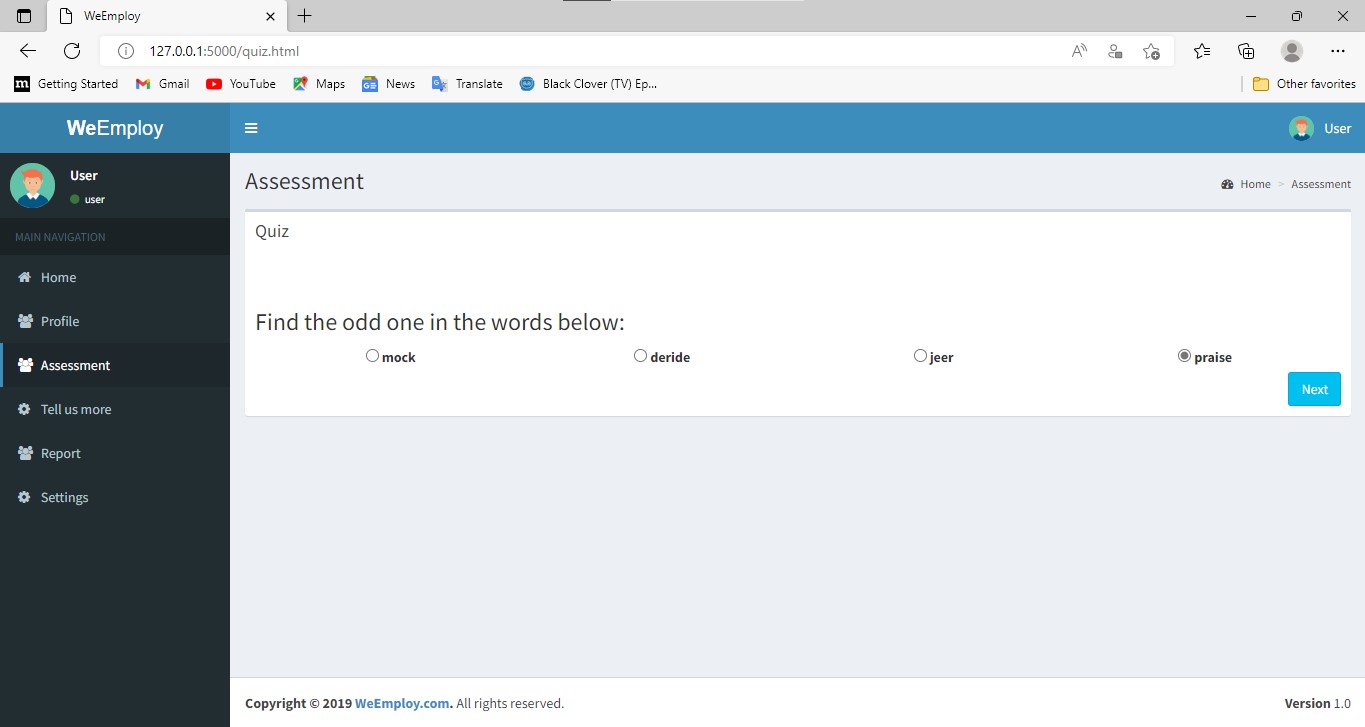 WeEmploy
127.0.0.1:5000/quiz.html
Getting Started Gmail YouTube Maps News Translate Black Clover (TV) Ep... Other favorites
WeEmploy User
User
user
MAIN NAVIGATION
Home
Profile
Assessment
Tell us more
Report
Settings
Assessment
Home > Assessment
Quiz
Find the odd one in the words below:
mock deride jeer praise
Next
Copyright © 2019 WeEmploy.com. All rights reserved. Version 1.0